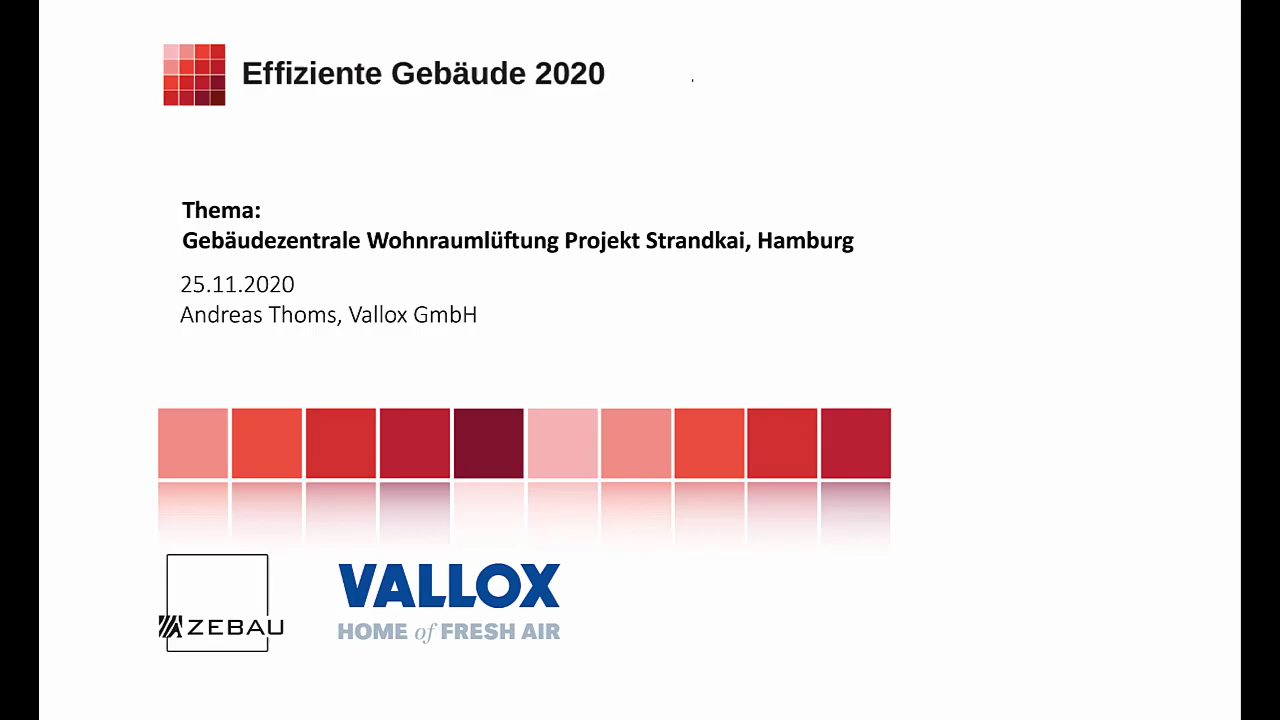 Effiziente Gebäude 2020
Thema:
Gebäudezentrale Wohnraumlüftung Projekt Strandkai, Hamburg
25.11.2020
Andreas Thoms, Vallox GmbH
ZEBAU
VALLOX
HOME of FRESH AIR